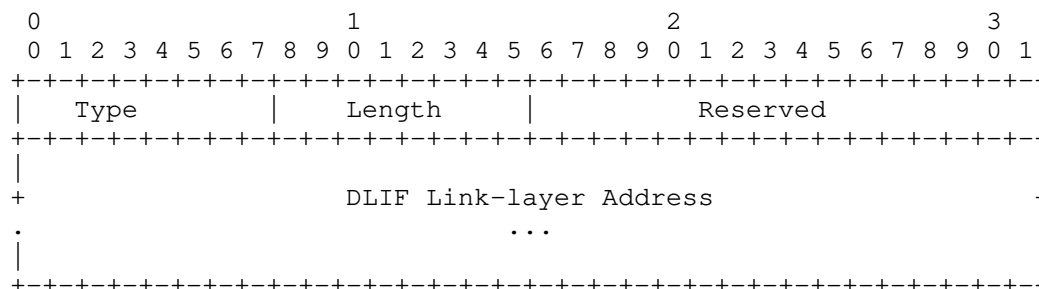 0                   1                   2                   3
 0 1 2 3 4 5 6 7 8 9 0 1 2 3 4 5 6 7 8 9 0 1 2 3 4 5 6 7 8 9 0 1
+-+-+-+-+-+-+-+-+-+-+-+-+-+-+-+-+-+-+-+-+-+-+-+-+-+-+-+-+-+-+-+-+
|   Type        |    Length     |          Reserved
+-+-+-+-+-+-+-+-+-+-+-+-+-+-+-+-+-+-+-+-+-+-+-+-+-+-+-+-+-+-+-+-+
|
+                    DLIF Link-layer Address                    +
.                              ...
|
+-+-+-+-+-+-+-+-+-+-+-+-+-+-+-+-+-+-+-+-+-+-+-+-+-+-+-+-+-+-+-+-+